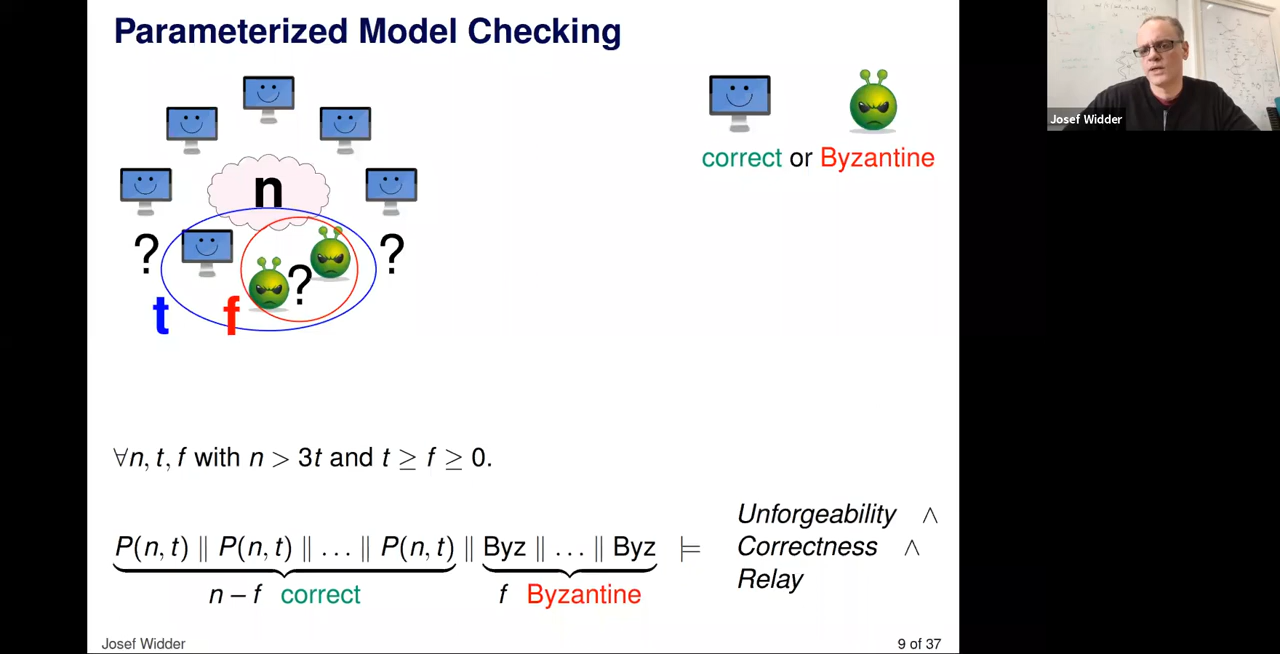 Parameterized Model Checking
n
? ? ?
t f
correct or Byzantine
Josef Widder
∀n, t, f with n > 3t and t ≥ f ≥ 0.
P(n, t) ∥ P(n, t) ∥ ... ∥ P(n, t) ∥ Byz ∥ ... ∥ Byz ⊨
n − f correct f Byzantine
Unforgeability ∧
Correctness ∧
Relay
Josef Widder 9 of 37